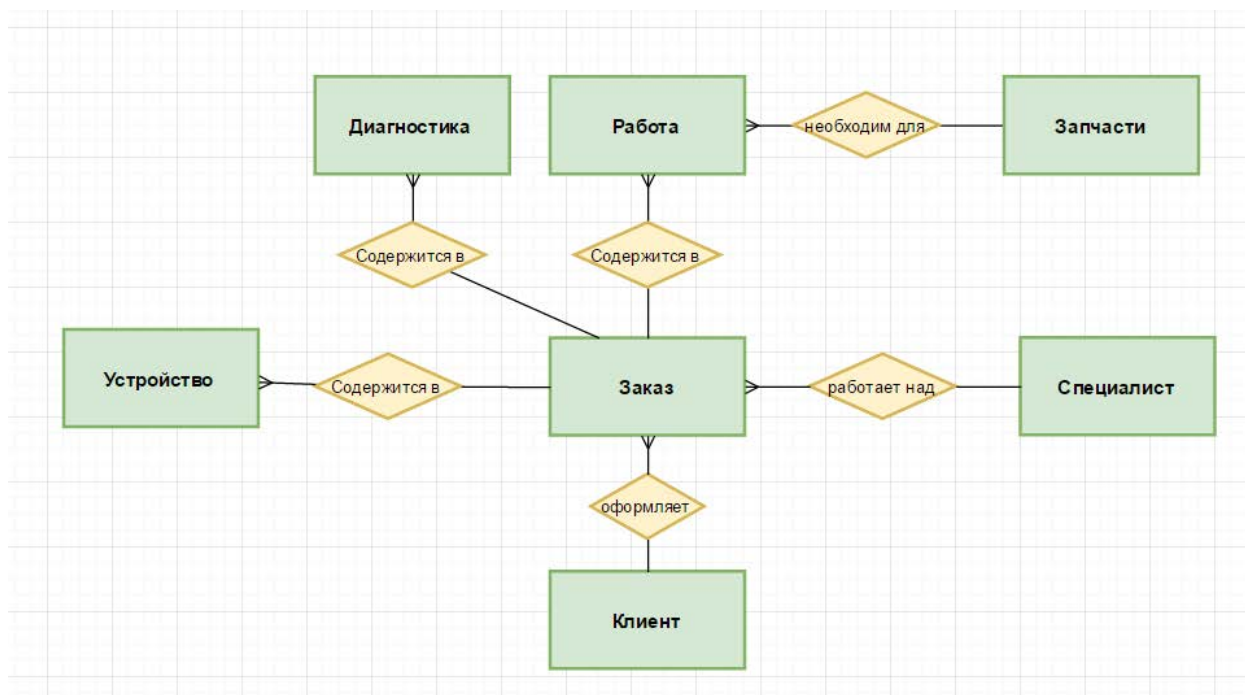 Диагностика
Работа
необходим для
Запчасти
Содержится в
Содержится в
Устройство
Содержится в
Заказ
работает над
Специалист
оформляет
Клиент